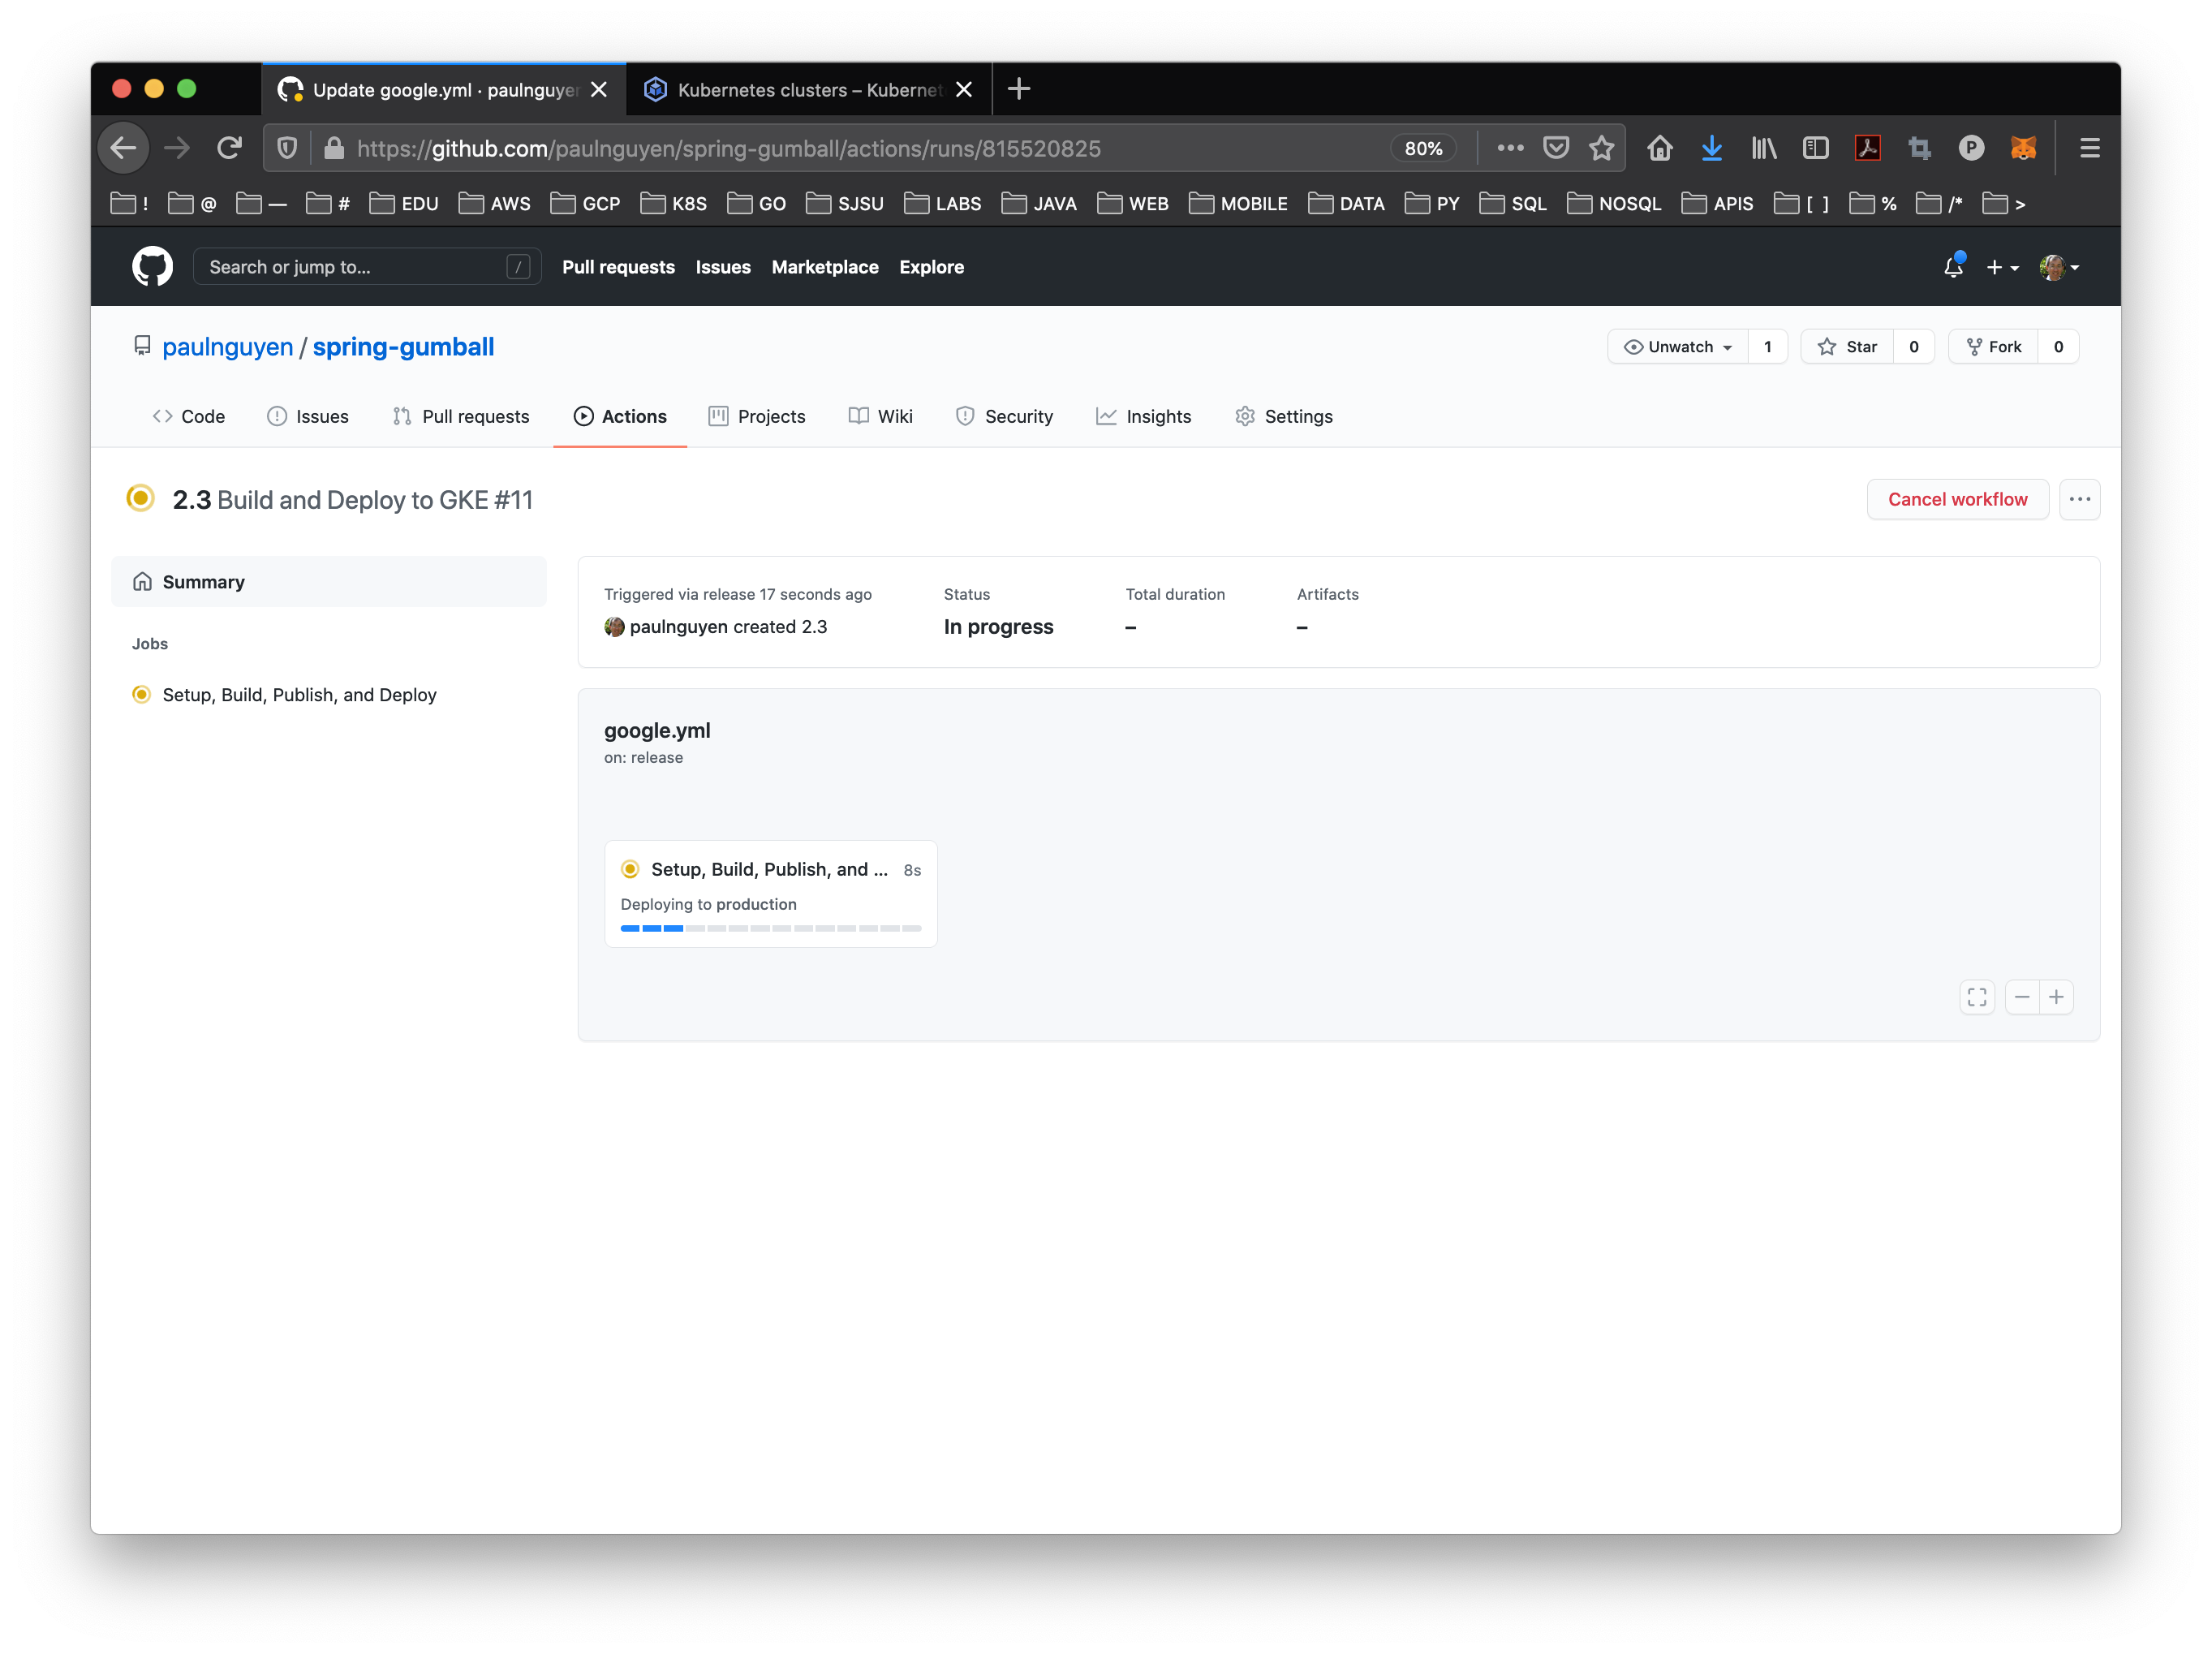 Update google.yml · paulnguyen
Kubernetes clusters – Kubernet
https://github.com/paulnguyen/spring-gumball/actions/runs/815520825
80%
! @ — # EDU AWS GCP K8S GO SJSU LABS JAVA WEB MOBILE DATA PY SQL NOSQL APIS [ ] % /* >
Search or jump to... / Pull requests Issues Marketplace Explore
paulnguyen / spring-gumball
Unwatch 1 Star 0 Fork 0
Code Issues Pull requests Actions Projects Wiki Security Insights Settings
2.3 Build and Deploy to GKE #11
Cancel workflow
Summary
Jobs
Setup, Build, Publish, and Deploy
Triggered via release 17 seconds ago Status Total duration Artifacts
paulnguyen created 2.3 In progress – –
google.yml
on: release
Setup, Build, Publish, and ... 8s
Deploying to production